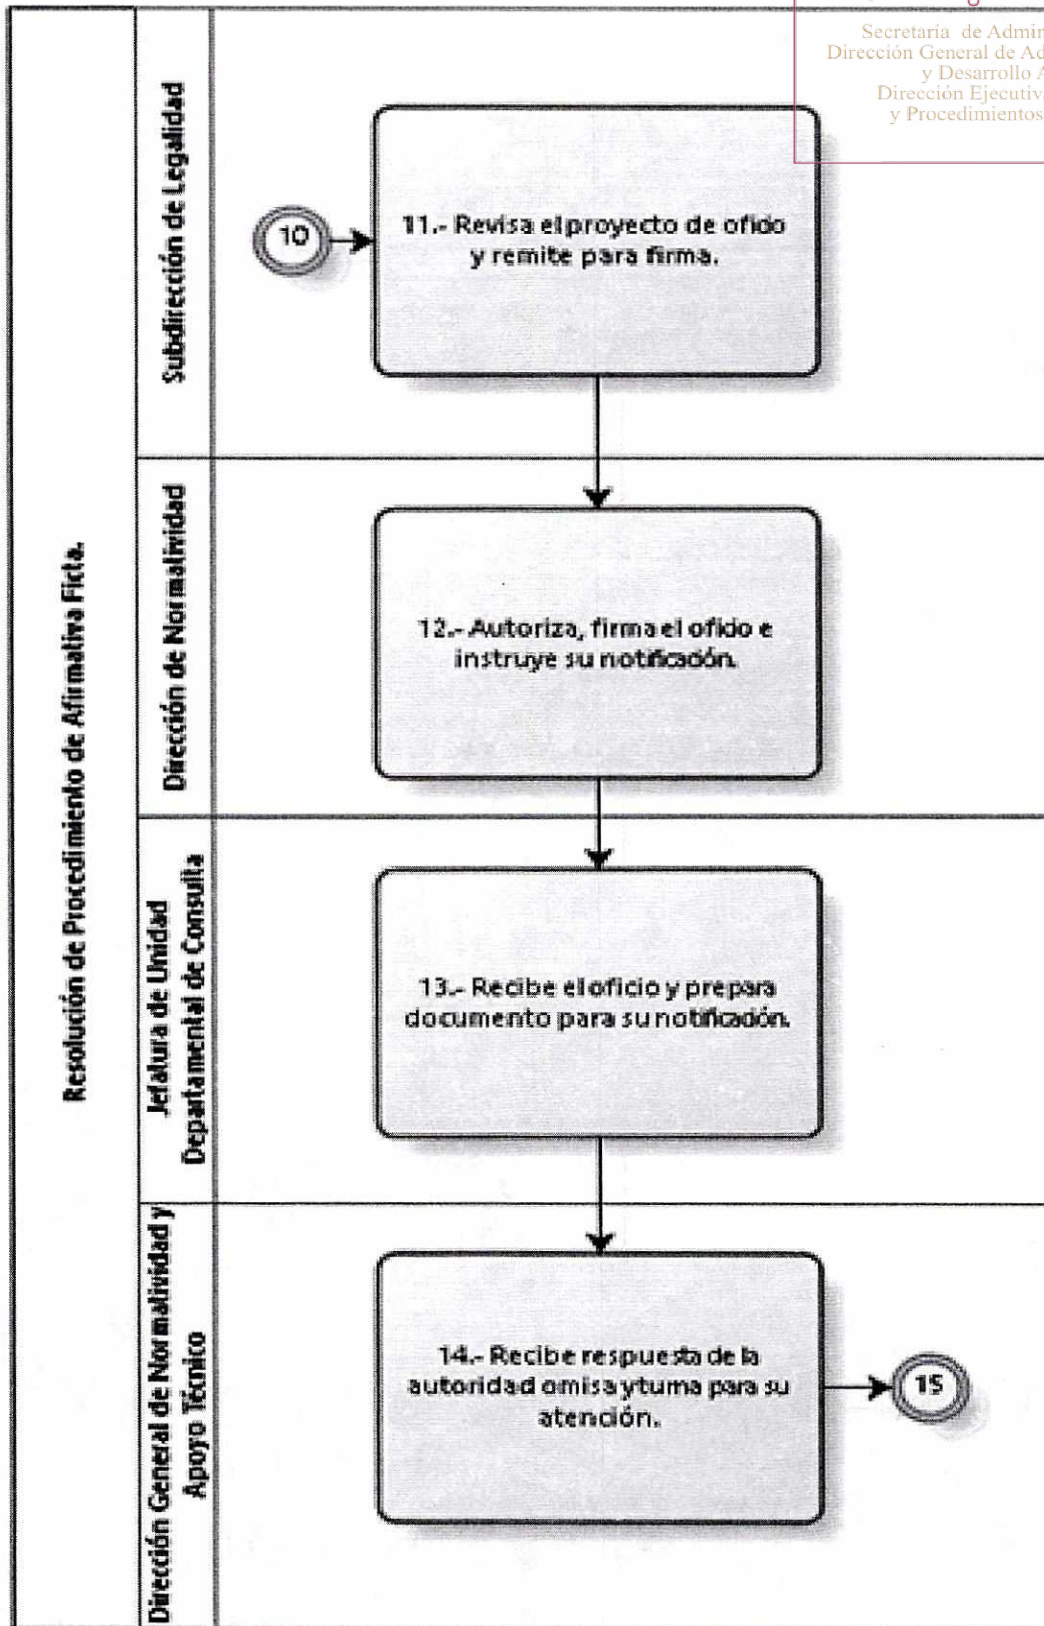 Secretaría de Admin
Dirección General de Ad
y Desarrollo A
Dirección Ejecutiv
y Procedimientos
Resolución de Procedimiento de Afirmativa Ficta.
Subdirección de Legalidad
10
11.- Revisa el proyecto de oficio
y remite para firma.
Dirección de Normatividad
12.- Autoriza, firma el oficio e
instruye su notificación.
Jefatura de Unidad
Departamental de Consulta
13.- Recibe el oficio y prepara
documento para su notificación.
Dirección General de Normatividad y
Apoyo Técnico
14.- Recibe respuesta de la
autoridad omisa y turna para su
atención.
15